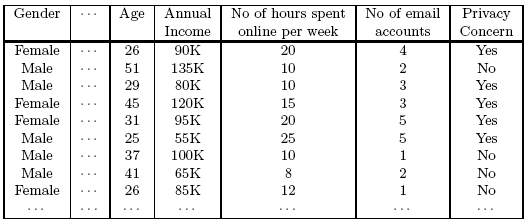 Gender ··· Age Annual Income No of hours spent online per week No of email accounts Privacy Concern
Female ··· 26 90K 20 4 Yes
Male ··· 51 135K 10 2 No
Male ··· 29 80K 10 3 Yes
Female ··· 45 120K 15 3 Yes
Female ··· 31 95K 20 5 Yes
Male ··· 25 55K 25 5 Yes
Male ··· 37 100K 10 1 No
Male ··· 41 65K 8 2 No
Female ··· 26 85K 12 1 No
··· ··· ··· ··· ··· ··· ···